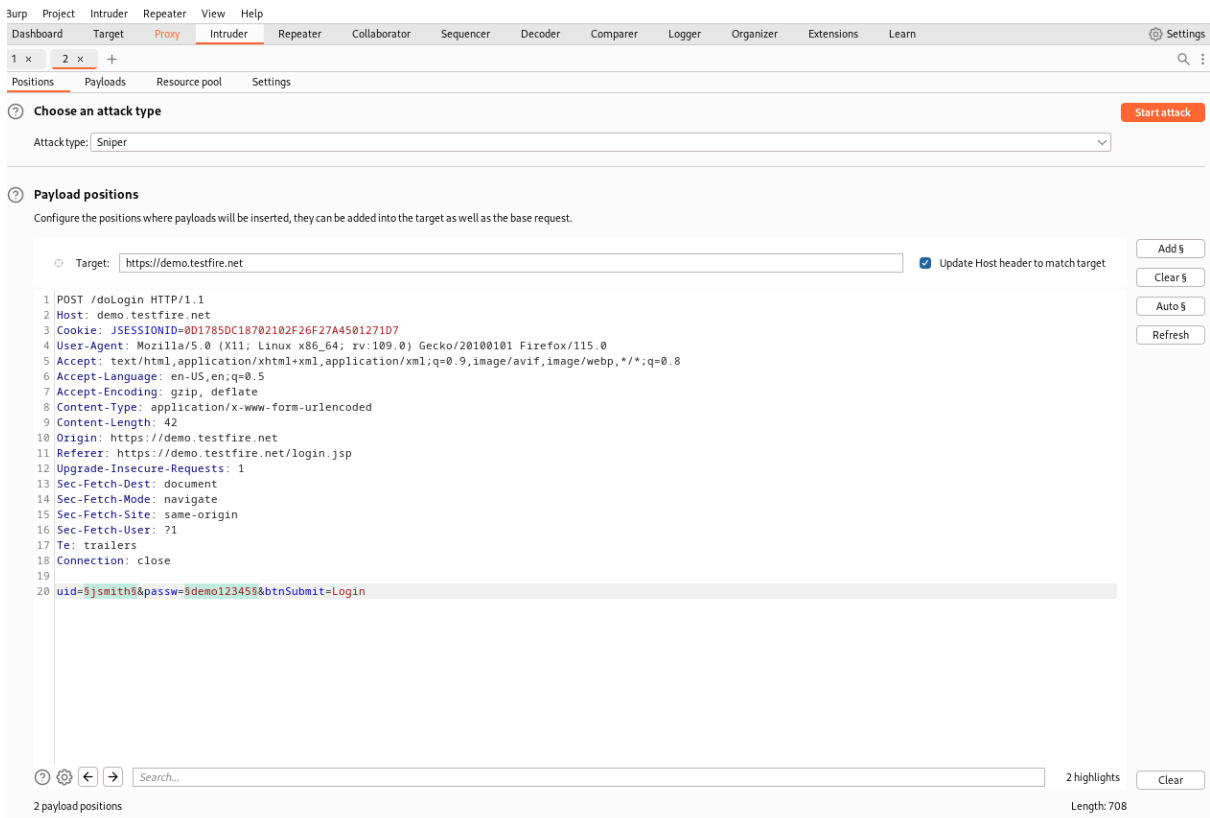 Burp Project Intruder Repeater View Help
Dashboard Target Proxy Intruder Repeater Collaborator Sequencer Decoder Comparer Logger Organizer Extensions Learn Settings
1 × 2 × +
Positions Payloads Resource pool Settings
? Choose an attack type Start attack
Attack type: Sniper
? Payload positions
Configure the positions where payloads will be inserted, they can be added into the target as well as the base request.
Add §
Target: https://demo.testfire.net Update Host header to match target
Clear §
Auto §
Refresh
1 POST /doLogin HTTP/1.1
2 Host: demo.testfire.net
3 Cookie: JSESSIONID=0D1785DC18702102F26F27A4501271D7
4 User-Agent: Mozilla/5.0 (X11; Linux x86_64; rv:109.0) Gecko/20100101 Firefox/115.0
5 Accept: text/html,application/xhtml+xml,application/xml;q=0.9,image/avif,image/webp,*/*;q=0.8
6 Accept-Language: en-US,en;q=0.5
7 Accept-Encoding: gzip, deflate
8 Content-Type: application/x-www-form-urlencoded
9 Content-Length: 42
10 Origin: https://demo.testfire.net
11 Referer: https://demo.testfire.net/login.jsp
12 Upgrade-Insecure-Requests: 1
13 Sec-Fetch-Dest: document
14 Sec-Fetch-Mode: navigate
15 Sec-Fetch-Site: same-origin
16 Sec-Fetch-User: ?1
17 Te: trailers
18 Connection: close
19
20 uid=§jsmith§&passw=§demo12345§&btnSubmit=Login
? Search... 2 highlights Clear
2 payload positions Length: 708